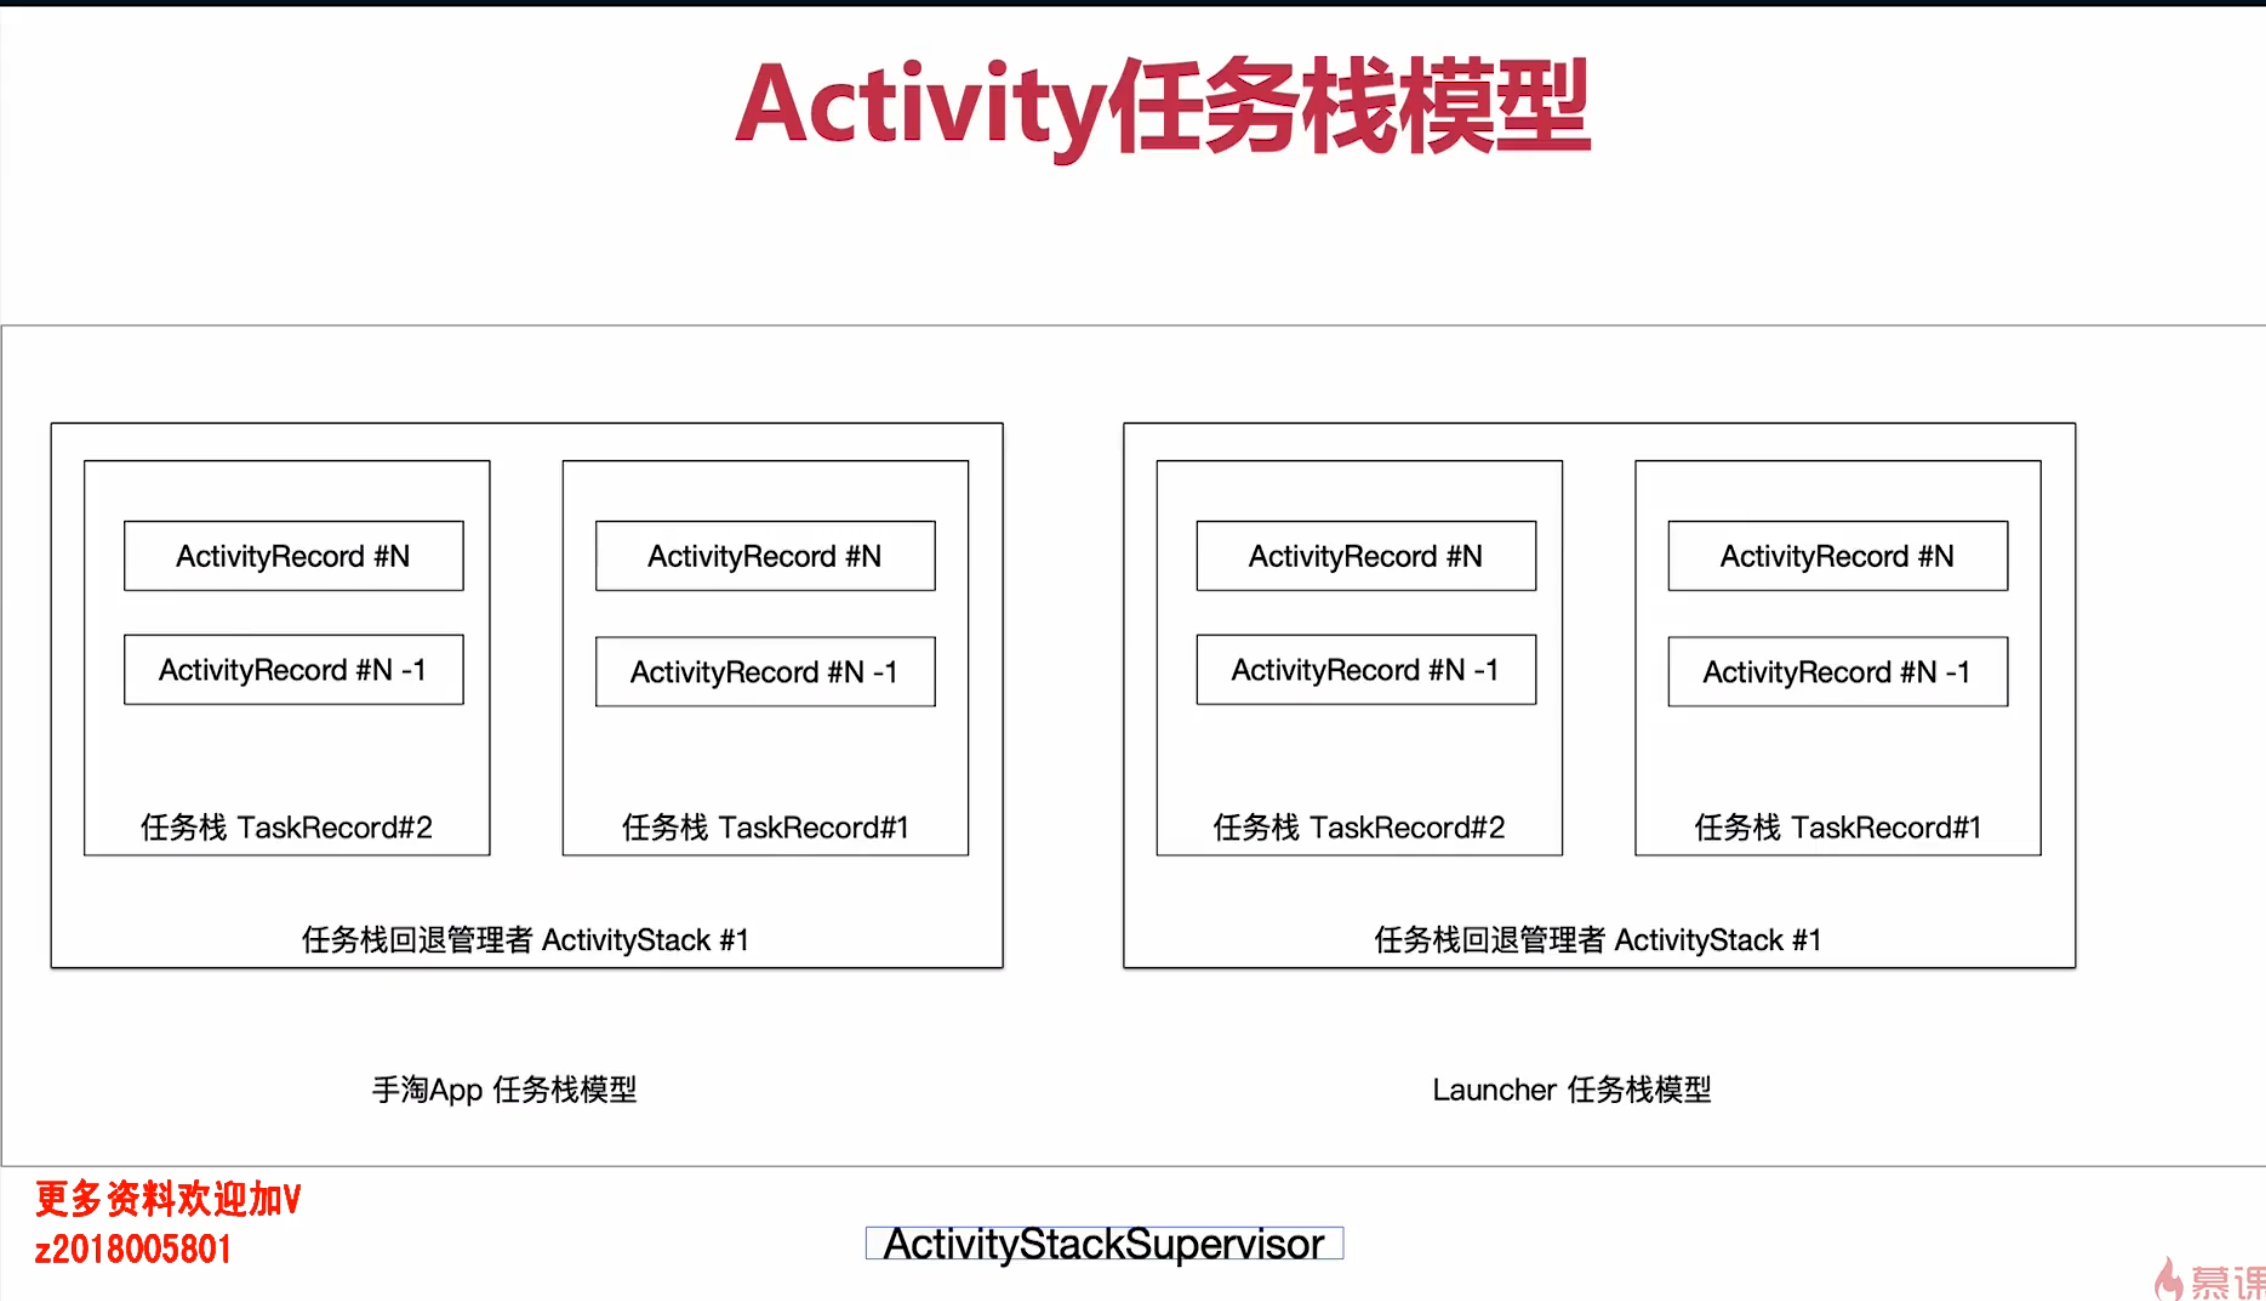 Activity任务栈模型
ActivityRecord #N
ActivityRecord #N -1
任务栈 TaskRecord#2
ActivityRecord #N
ActivityRecord #N -1
任务栈 TaskRecord#1
任务栈回退管理者 ActivityStack #1
手淘App 任务栈模型
ActivityRecord #N
ActivityRecord #N -1
任务栈 TaskRecord#2
ActivityRecord #N
ActivityRecord #N -1
任务栈 TaskRecord#1
任务栈回退管理者 ActivityStack #1
Launcher 任务栈模型
更多资料欢迎加V
z2018005801
ActivityStackSupervisor
慕课